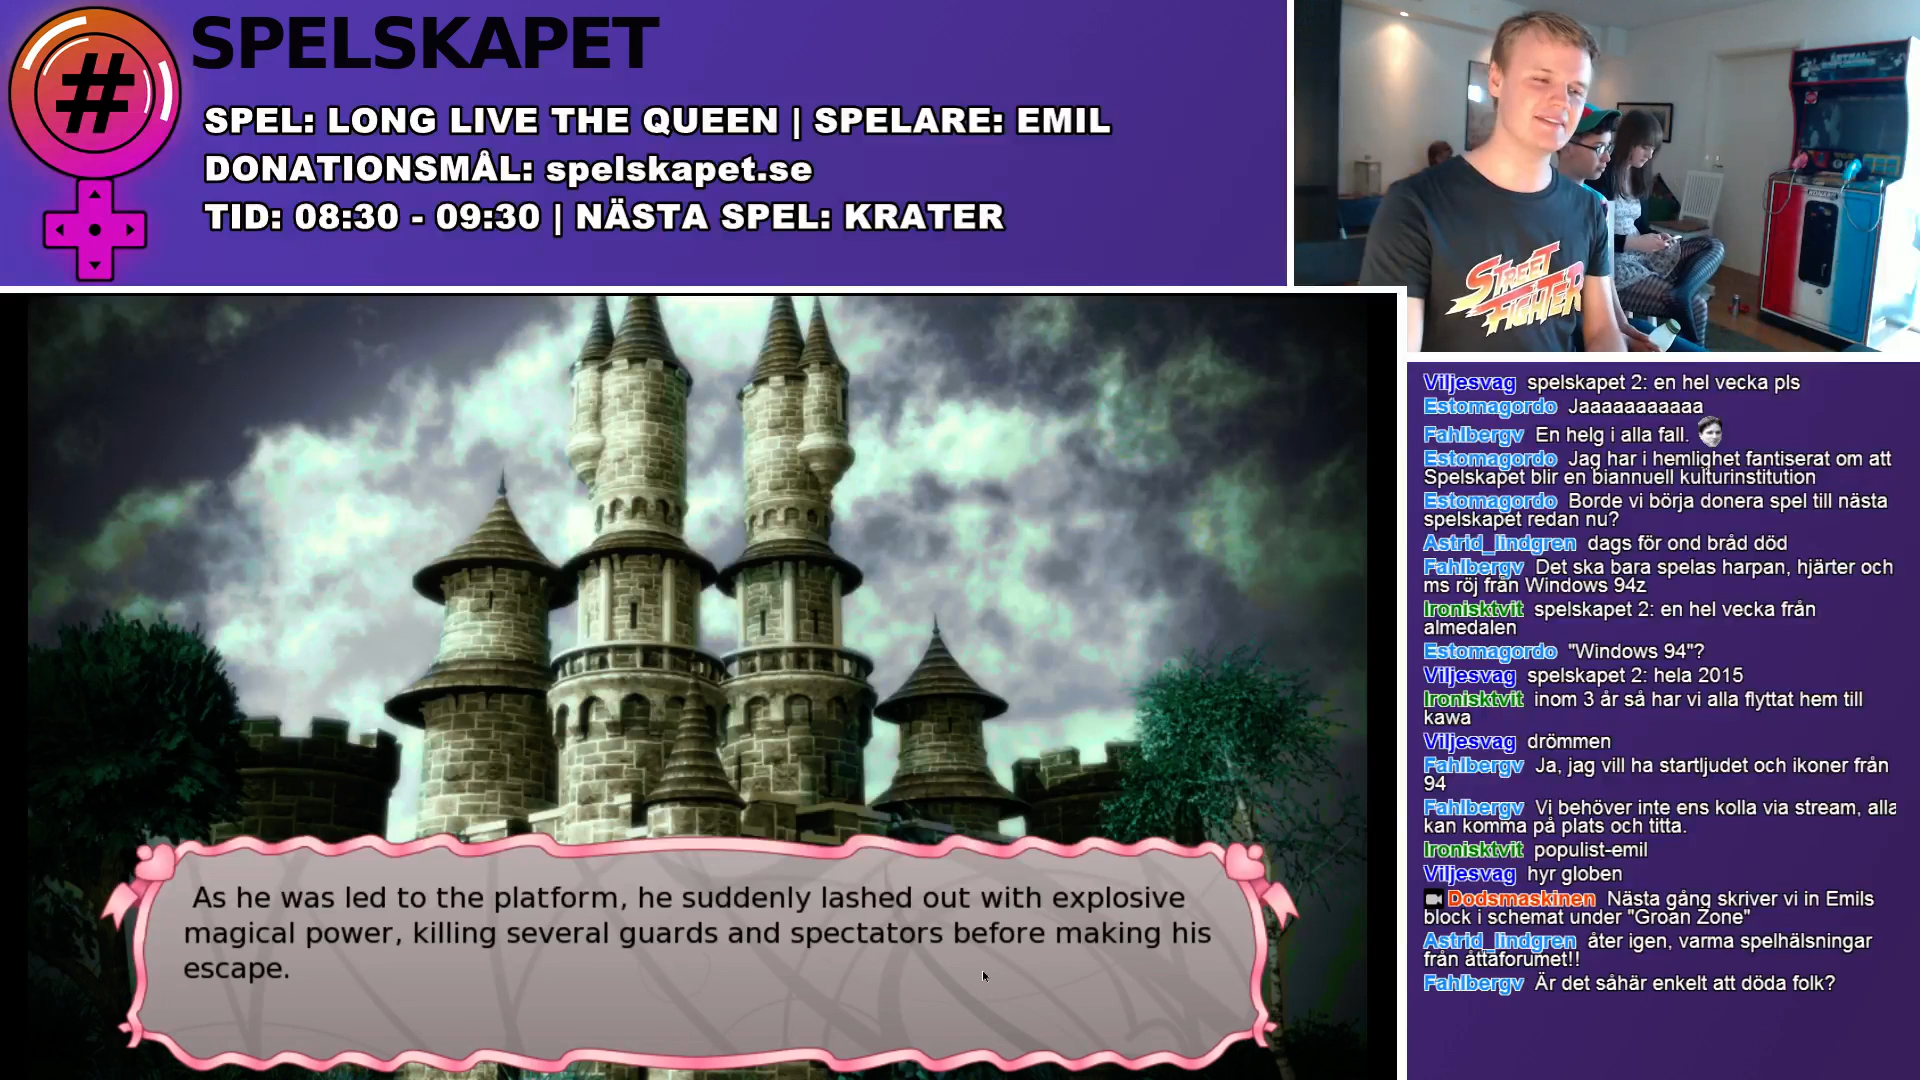 #
SPELSKAPET
SPEL: LONG LIVE THE QUEEN | SPELARE: EMIL
DONATIONSMÅL: spelskapet.se
TID: 08:30 - 09:30 | NÄSTA SPEL: KRATER
STREET
FIGHTER
KONAMI
As he was led to the platform, he suddenly lashed out with explosive
magical power, killing several guards and spectators before making his
escape.
Viljesvag spelskapet 2: en hel vecka pls
Estomagordo Jaaaaaaaaaaa
Fahlbergv En helg i alla fall.
Estomagordo Jag har i hemlighet fantiserat om att
Spelskapet blir en biannuell kulturinstitution
Estomagordo Borde vi börja donera spel till nästa
spelskapet redan nu?
Astrid_lindgren dags för ond bråd död
Fahlbergv Det ska bara spelas harpan, hjärter och
ms röj från Windows 94z
Ironisktvit spelskapet 2: en hel vecka från
almedalen
Estomagordo "Windows 94"?
Viljesvag spelskapet 2: hela 2015
Ironisktvit inom 3 år så har vi alla flyttat hem till
kawa
Viljesvag drömmen
Fahlbergv Ja, jag vill ha startljudet och ikoner från
94
Fahlbergv Vi behöver inte ens kolla via stream, alla
kan komma på plats och titta.
Ironisktvit populist-emil
Viljesvag hyr globen
Dodsmaskinen Nästa gång skriver vi in Emils
block i schemat under "Groan Zone"
Astrid_lindgren åter igen, varma spelhälsningar
från åttaforumet!!
Fahlbergv Är det såhär enkelt att döda folk?